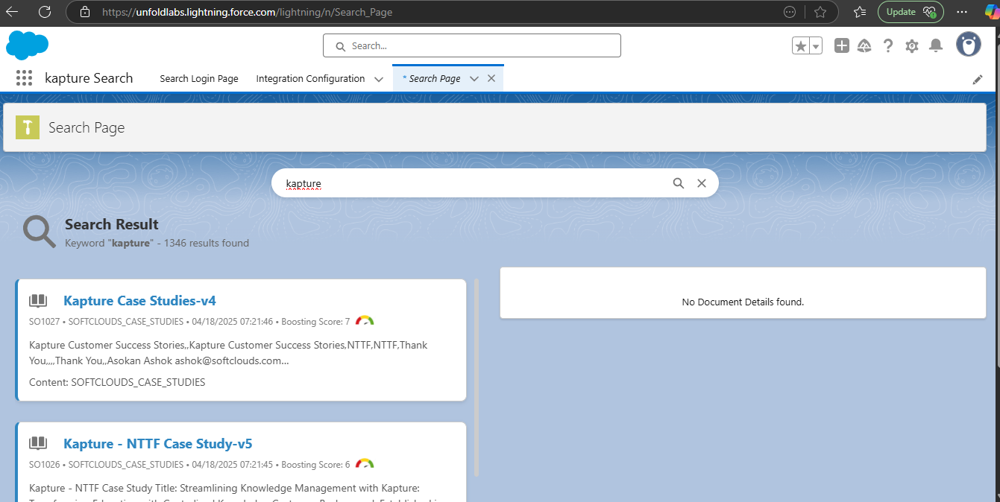 https://unfoldlabs.lightning.force.com/lightning/n/Search_Page
Update
Search...
kapture Search
Search Login Page
Integration Configuration
* Search Page
Search Page
kapture
Search Result
Keyword "kapture" - 1346 results found
Kapture Case Studies-v4
SO1027 • SOFTCLOUDS_CASE_STUDIES • 04/18/2025 07:21:46 • Boosting Score: 7
Kapture Customer Success Stories,,Kapture Customer Success Stories,NTTF,NTTF,Thank
You,,,,Thank You,,Asokan Ashok ashok@softclouds.com...
Content: SOFTCLOUDS_CASE_STUDIES
No Document Details found.
Kapture - NTTF Case Study-v5
SO1026 • SOFTCLOUDS_CASE_STUDIES • 04/18/2025 07:21:45 • Boosting Score: 6
Kapture - NTTF Case Study Title: Streamlining Knowledge Management with Kapture: